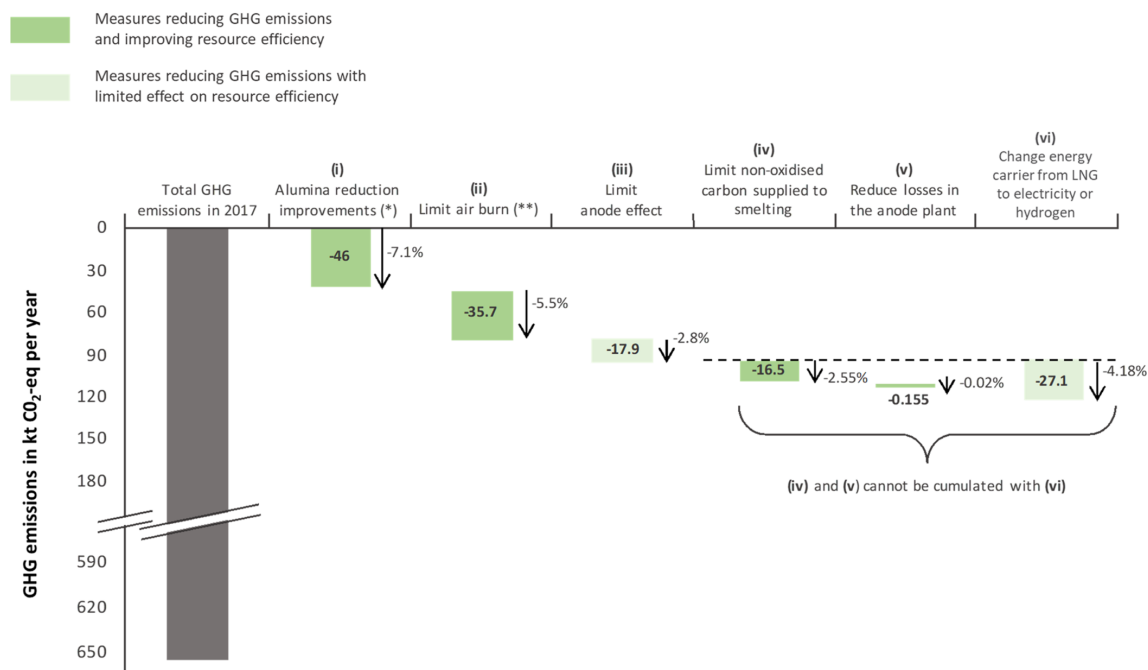 Measures reducing GHG emissions
and improving resource efficiency
Measures reducing GHG emissions with
limited effect on resource efficiency
Total GHG
emissions in 2017
(i)
Alumina reduction
improvements (*)
(ii)
Limit air burn (**)
(iii)
Limit
anode effect
(iv)
Limit non-oxidised
carbon supplied to
smelting
(v)
Reduce losses in
the anode plant
(vi)
Change energy
carrier from LNG
to electricity or
hydrogen
GHG emissions in kt CO2-eq per year
0
30
60
90
120
150
180
590
620
650
-46
-7.1%
-35.7
-5.5%
-17.9
-2.8%
-16.5
-2.55%
-0.155
-0.02%
-27.1
-4.18%
(iv) and (v) cannot be cumulated with (vi)